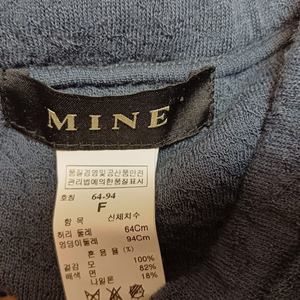 MINE
품질경영및공산품안전
관리법에의한품질표시
호칭 64-94
F
항 목 신체치수
허리 둘레 64Cm
엉덩이둘레 94Cm
혼 용 율 (%)
겉감 100%
배색 면 82%
나일론 18%